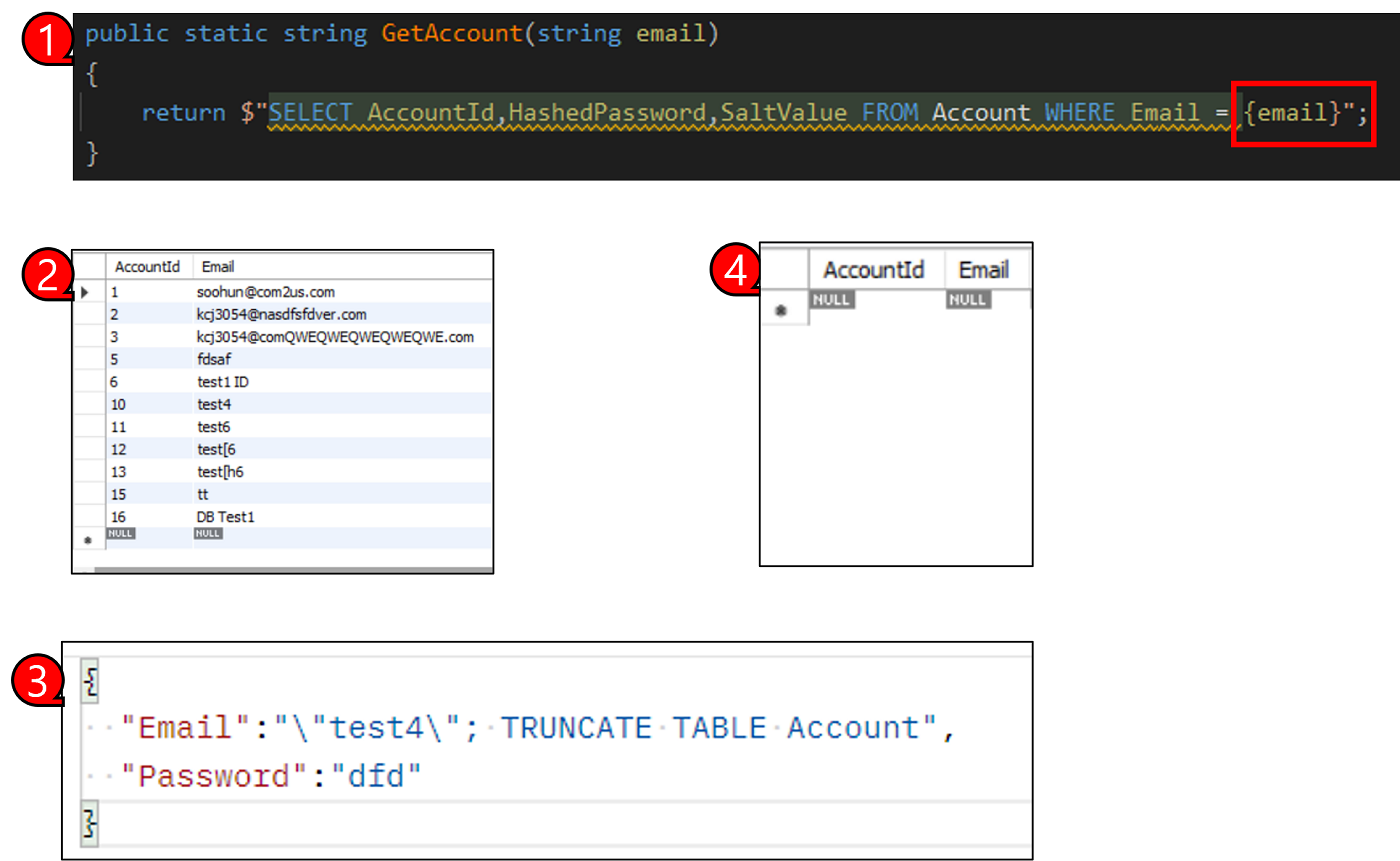 1
public static string GetAccount(string email)
{
return $"SELECT AccountId,HashedPassword,SaltValue FROM Account WHERE Email = {email}";
}
2
AccountId Email
1 soohun@com2us.com
2 kcj3054@nasdfsfdver.com
3 kcj3054@comQWEQWEQWEQWEQWE.com
5 fdsaf
6 test1 ID
10 test4
11 test6
12 test[6
13 test[h6
15 tt
16 DB Test1
NULL NULL
4
AccountId Email
NULL NULL
3
{
"Email":"\"test4\"; TRUNCATE TABLE Account",
"Password":"dfd"
}